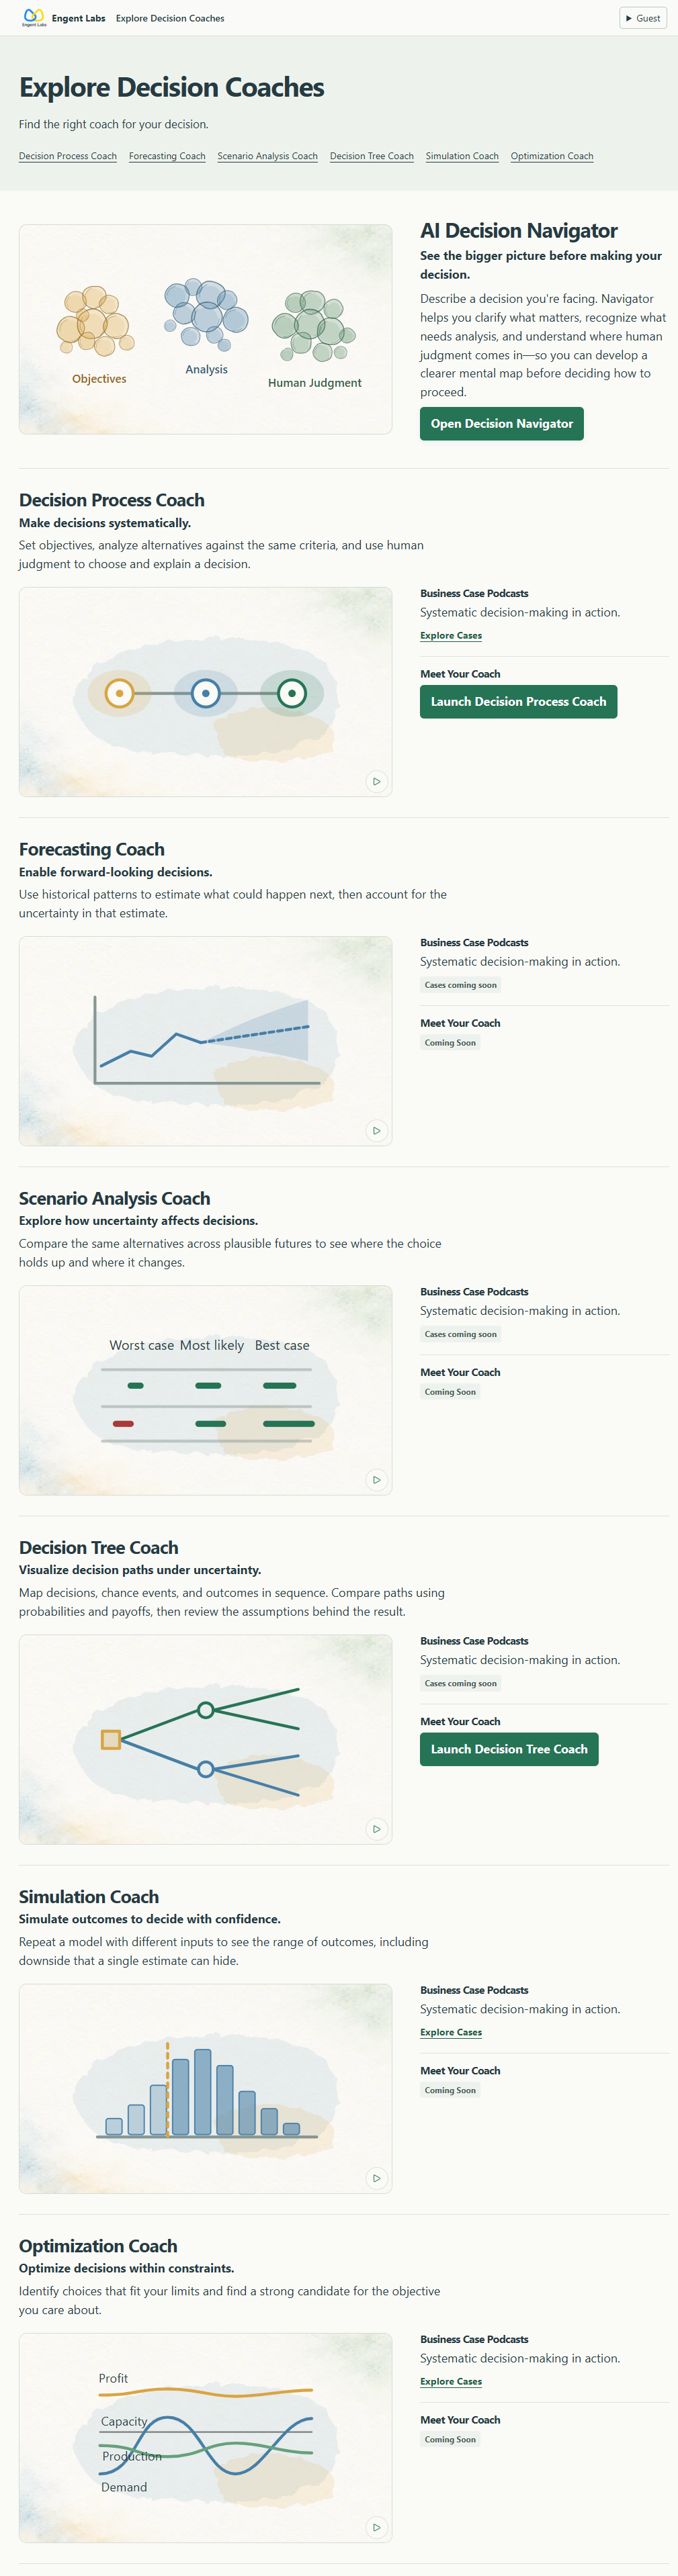 Engent Labs
Engent Labs Explore Decision Coaches
▶ Guest
Explore Decision Coaches
Find the right coach for your decision.
Decision Process Coach Forecasting Coach Scenario Analysis Coach Decision Tree Coach Simulation Coach Optimization Coach
Objectives
Analysis
Human Judgment
AI Decision Navigator
See the bigger picture before making your
decision.
Describe a decision you're facing. Navigator
helps you clarify what matters, recognize what
needs analysis, and understand where human
judgment comes in—so you can develop a
clearer mental map before deciding how to
proceed.
Open Decision Navigator
Decision Process Coach
Make decisions systematically.
Set objectives, analyze alternatives against the same criteria, and use human
judgment to choose and explain a decision.
Business Case Podcasts
Systematic decision-making in action.
Explore Cases
Meet Your Coach
Launch Decision Process Coach
Forecasting Coach
Enable forward-looking decisions.
Use historical patterns to estimate what could happen next, then account for the
uncertainty in that estimate.
Business Case Podcasts
Systematic decision-making in action.
Cases coming soon
Meet Your Coach
Coming Soon
Scenario Analysis Coach
Explore how uncertainty affects decisions.
Compare the same alternatives across plausible futures to see where the choice
holds up and where it changes.
Worst case Most likely Best case
Business Case Podcasts
Systematic decision-making in action.
Cases coming soon
Meet Your Coach
Coming Soon
Decision Tree Coach
Visualize decision paths under uncertainty.
Map decisions, chance events, and outcomes in sequence. Compare paths using
probabilities and payoffs, then review the assumptions behind the result.
Business Case Podcasts
Systematic decision-making in action.
Cases coming soon
Meet Your Coach
Launch Decision Tree Coach
Simulation Coach
Simulate outcomes to decide with confidence.
Repeat a model with different inputs to see the range of outcomes, including
downside that a single estimate can hide.
Business Case Podcasts
Systematic decision-making in action.
Explore Cases
Meet Your Coach
Coming Soon
Optimization Coach
Optimize decisions within constraints.
Identify choices that fit your limits and find a strong candidate for the objective
you care about.
Profit
Capacity
Production
Demand
Business Case Podcasts
Systematic decision-making in action.
Explore Cases
Meet Your Coach
Coming Soon